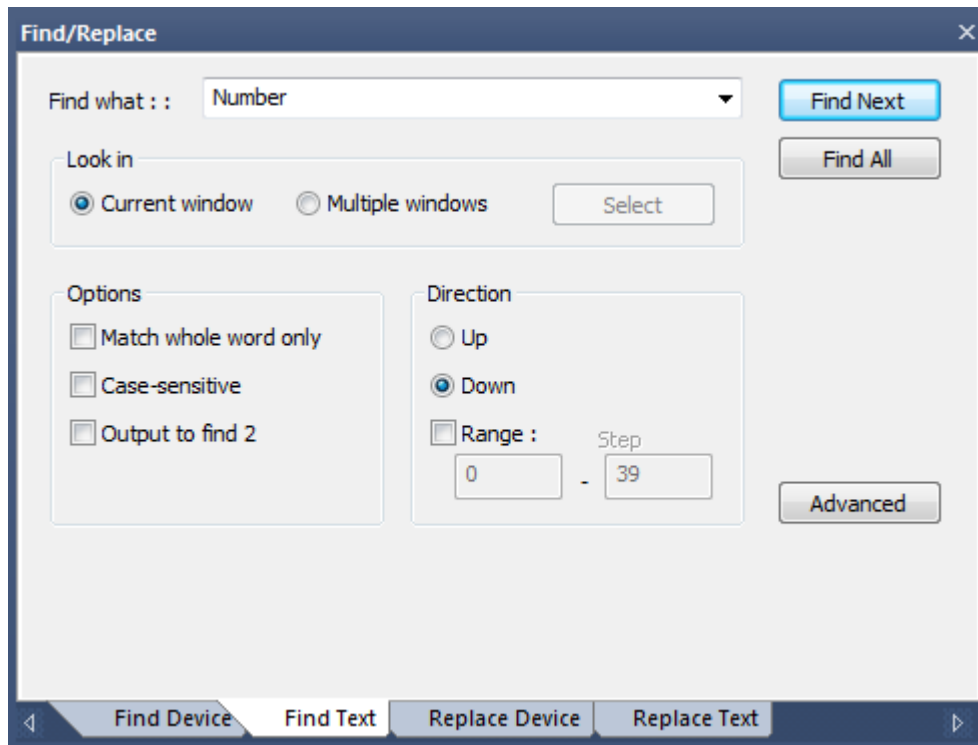 Find/Replace
Find what : :
Number
Find Next
Find All
Look in
Current window
Multiple windows
Select
Options
Match whole word only
Case-sensitive
Output to find 2
Direction
Up
Down
Range :
Step
0
-
39
Advanced
Find Device
Find Text
Replace Device
Replace Text